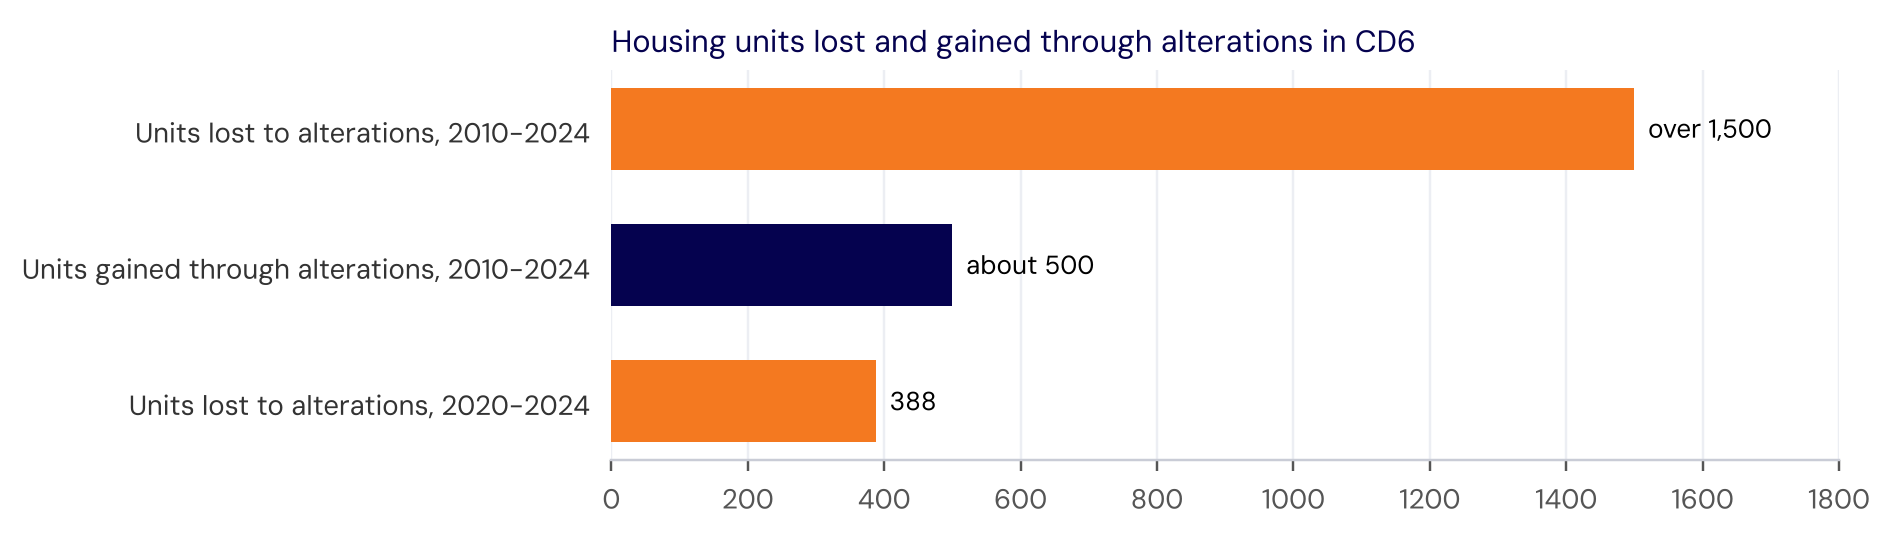 Housing units lost and gained through alterations in CD6
Units lost to alterations, 2010-2024
over 1,500
Units gained through alterations, 2010-2024
about 500
Units lost to alterations, 2020-2024
388
0 200 400 600 800 1000 1200 1400 1600 1800